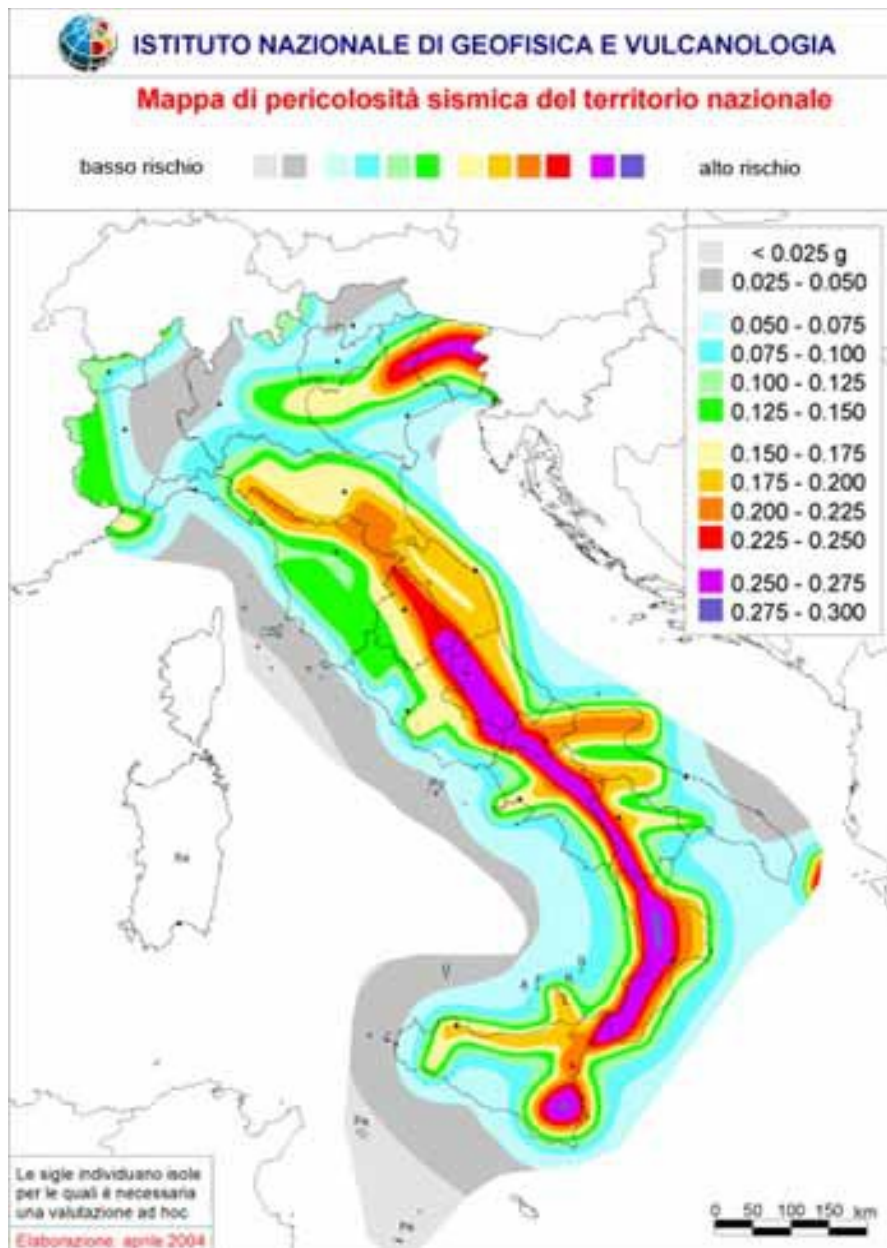 ISTITUTO NAZIONALE DI GEOFISICA E VULCANOLOGIA
Mappa di pericolosità sismica del territorio nazionale
basso rischio
alto rischio
< 0.025 g
0.025 - 0.050
0.050 - 0.075
0.075 - 0.100
0.100 - 0.125
0.125 - 0.150
0.150 - 0.175
0.175 - 0.200
0.200 - 0.225
0.225 - 0.250
0.250 - 0.275
0.275 - 0.300
Le sigle individuano isole
per le quali è necessaria
una valutazione ad hoc
Elaborazione: aprile 2004
0 50 100 150 km